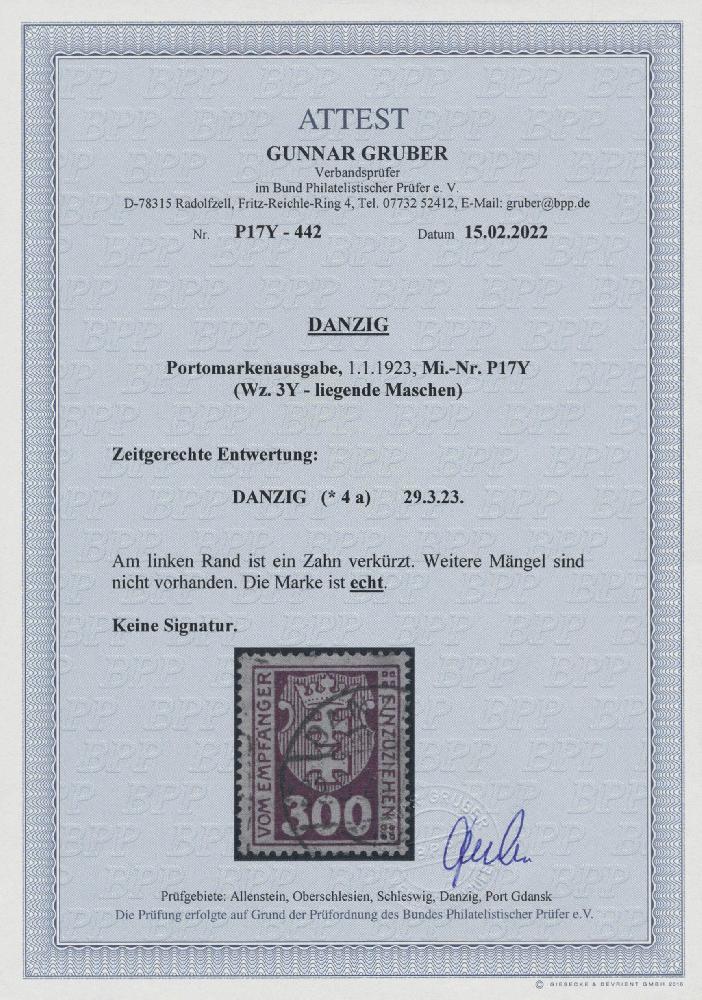 ATTEST
GUNNAR GRUBER
Verbandsprüfer
im Bund Philatelistischer Prüfer e. V.
D-78315 Radolfzell, Fritz-Reichle-Ring 4, Tel. 07732 52412, E-Mail: gruber@bpp.de
Nr. P17Y - 442 Datum 15.02.2022
DANZIG
Portomarkenausgabe, 1.1.1923, Mi.-Nr. P17Y
(Wz. 3Y - liegende Maschen)
Zeitgerechte Entwertung:
DANZIG (* 4 a) 29.3.23.
Am linken Rand ist ein Zahn verkürzt. Weitere Mängel sind
nicht vorhanden. Die Marke ist echt.
Keine Signatur.
VOM EMPFÄNGER
EINZUZIEHEN
300
Prüfgebiete: Allenstein, Oberschlesien, Schleswig, Danzig, Port Gdansk
Die Prüfung erfolgte auf Grund der Prüfordnung des Bundes Philatelistischer Prüfer e.V.
© GIESECKE & DEVRIENT GMBH 2016